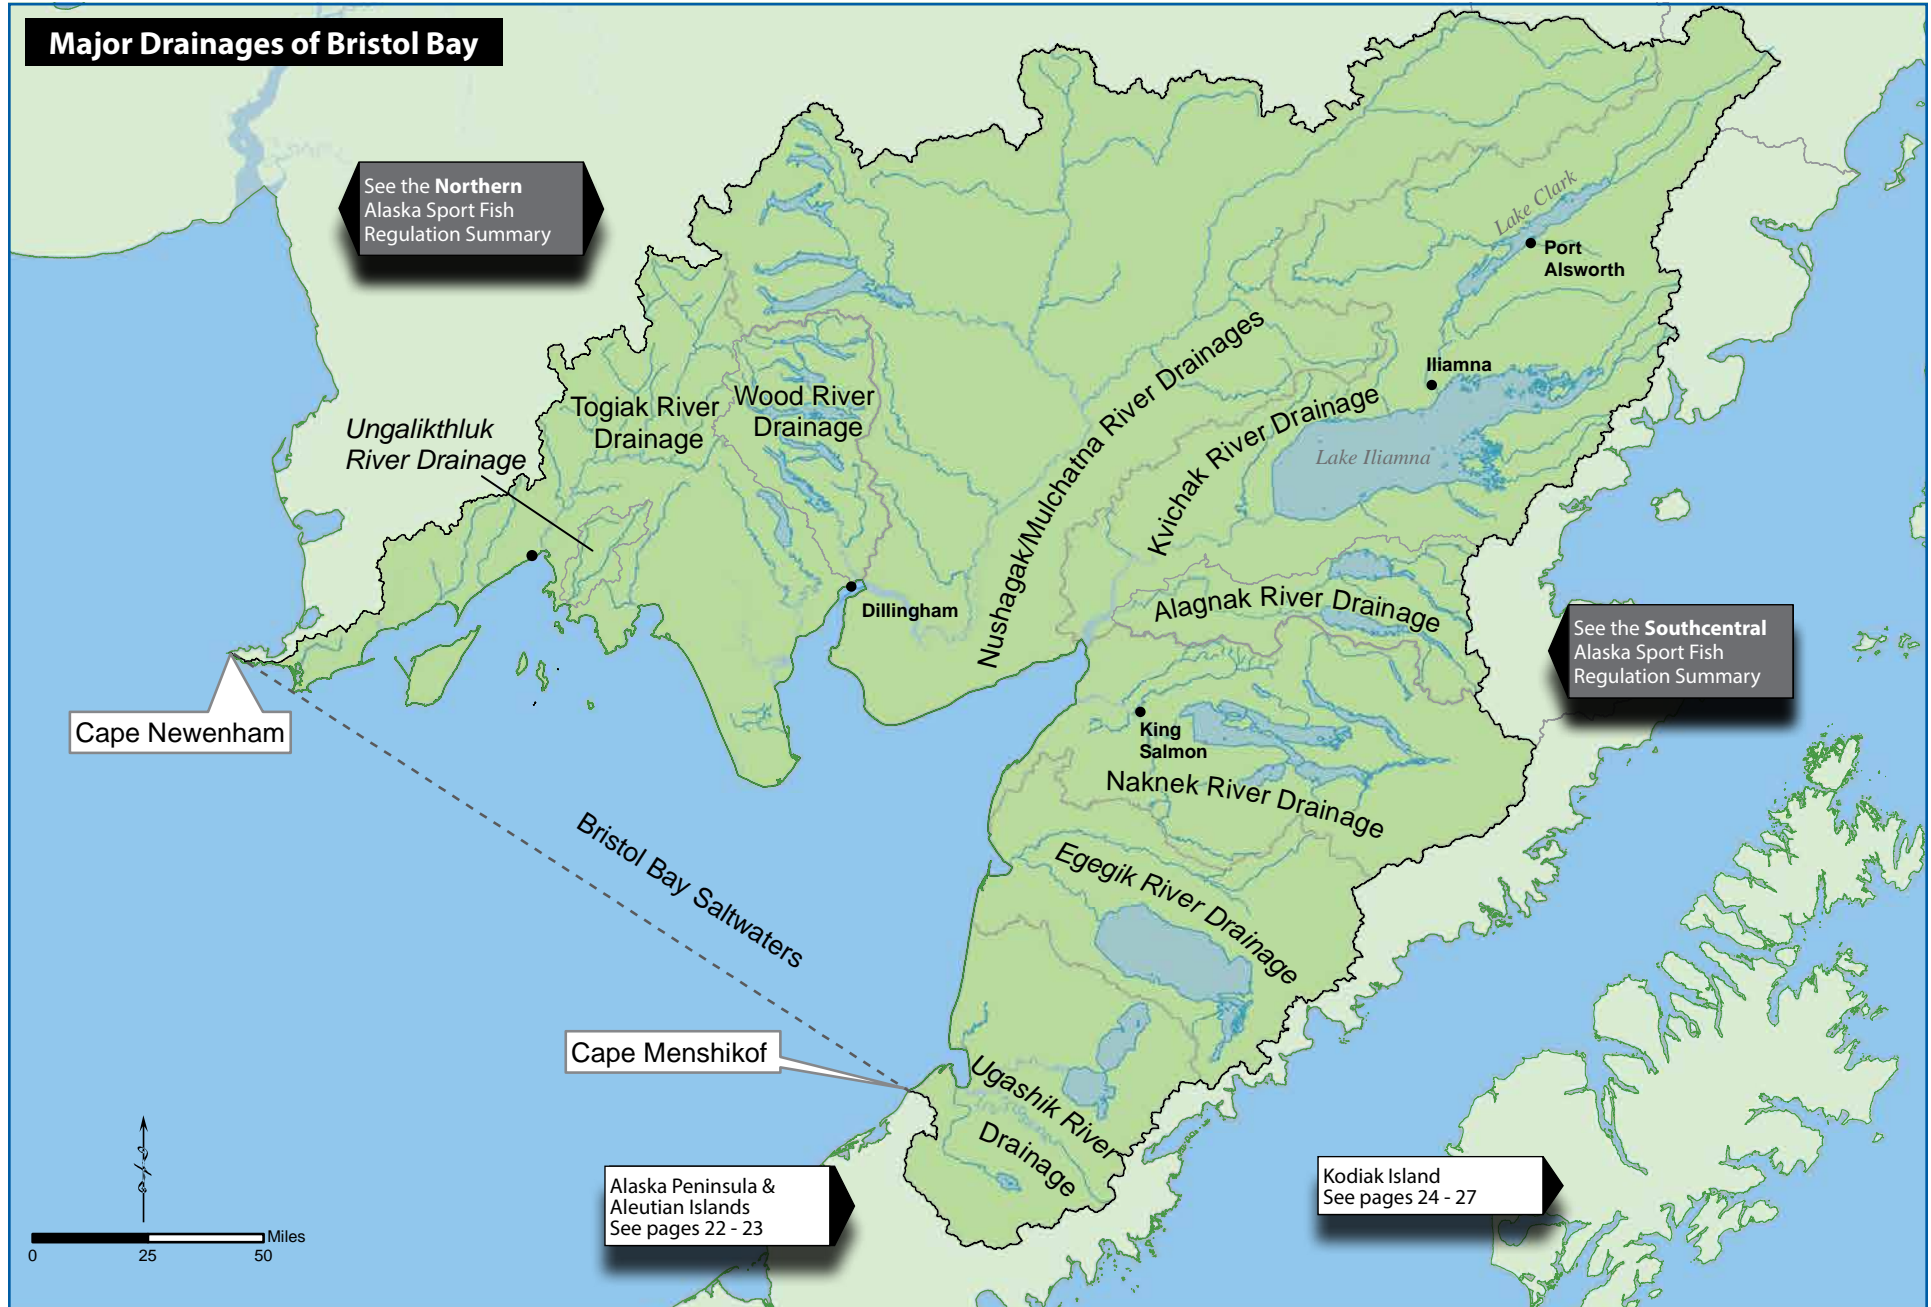 Major Drainages of Bristol Bay
See the Northern
Alaska Sport Fish
Regulation Summary
Lake Clark
Port
Alsworth
Iliamna
Lake Iliamna
Togiak River
Drainage
Wood River
Drainage
Ungalikthluk
River Drainage
Nushagak/Mulchatna River Drainages
Kvichak River Drainage
Dillingham
Alagnak River Drainage
See the Southcentral
Alaska Sport Fish
Regulation Summary
Cape Newenham
King
Salmon
Naknek River Drainage
Bristol Bay Saltwaters
Egegik River Drainage
Cape Menshikof
Ugashik River
Drainage
Alaska Peninsula &
Aleutian Islands
See pages 22 - 23
Kodiak Island
See pages 24 - 27
Miles
0 25 50